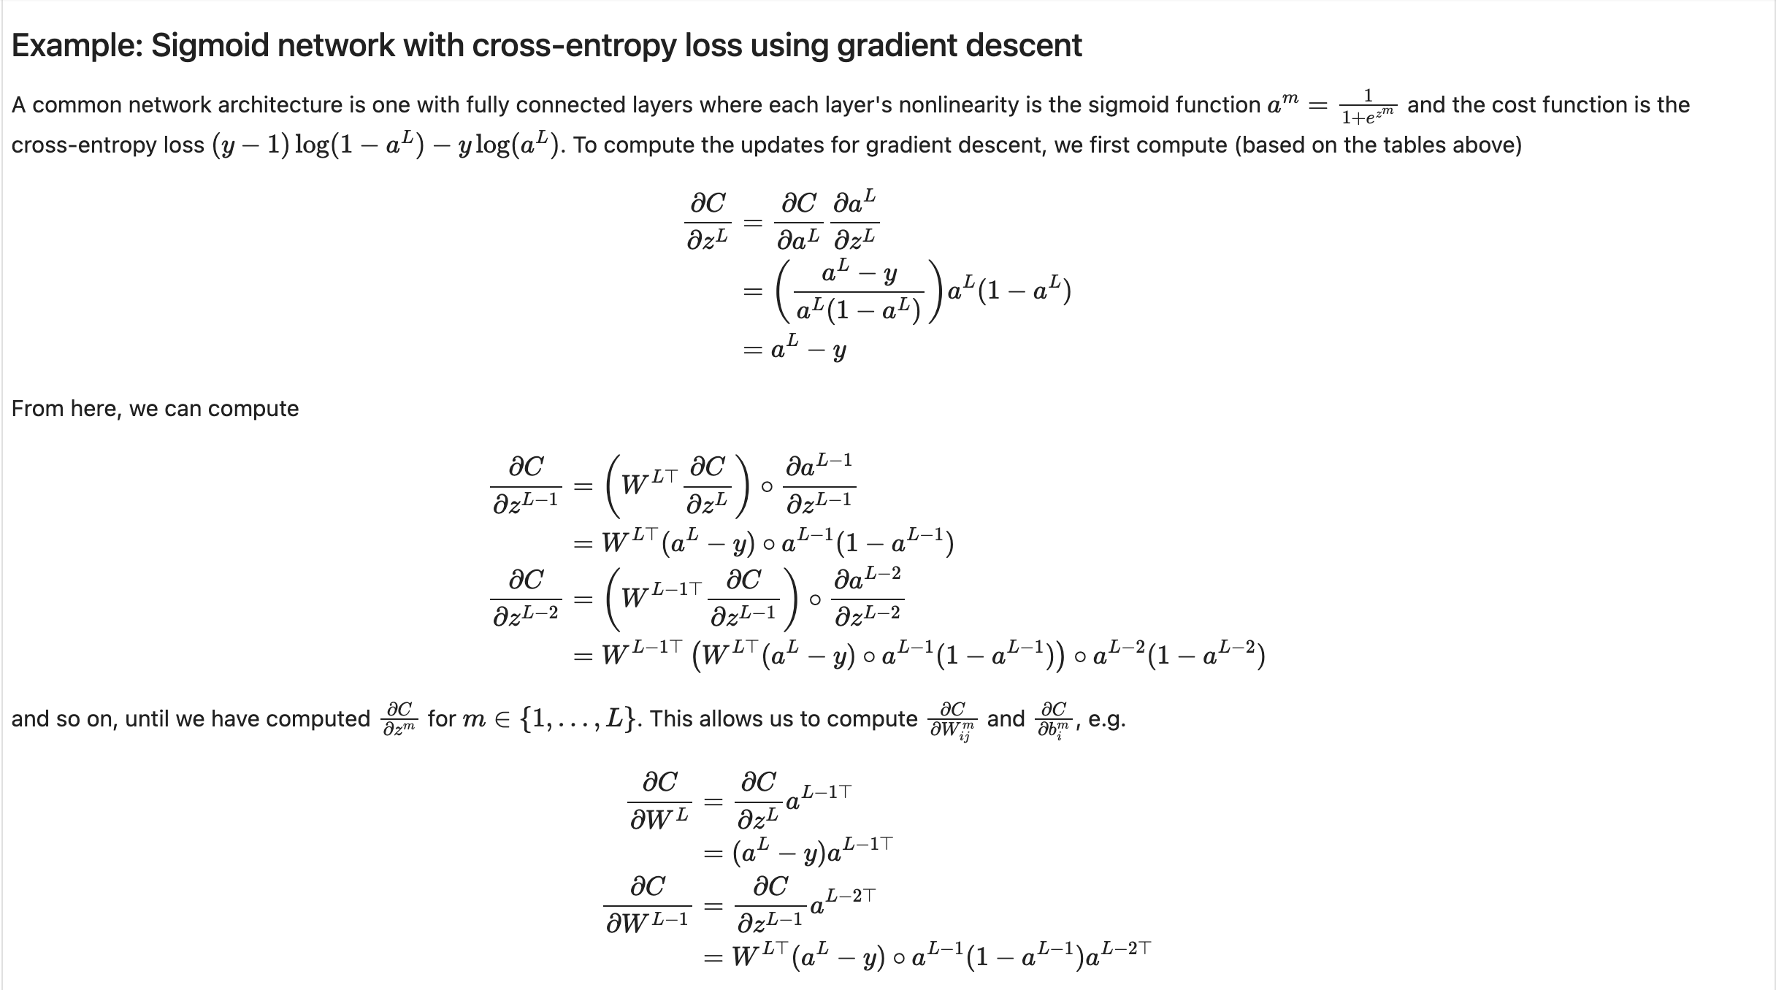 Example: Sigmoid network with cross-entropy loss using gradient descent
A common network architecture is one with fully connected layers where each layer's nonlinearity is the sigmoid function $a^m = \frac{1}{1+e^{z^m}}$ and the cost function is the
cross-entropy loss $(y-1)\log(1-a^L) - y\log(a^L)$. To compute the updates for gradient descent, we first compute (based on the tables above)
$\frac{\partial C}{\partial z^L} = \frac{\partial C}{\partial a^L}\frac{\partial a^L}{\partial z^L}$
$= \left(\frac{a^L - y}{a^L(1-a^L)}\right)a^L(1-a^L)$
$= a^L - y$
From here, we can compute
$\frac{\partial C}{\partial z^{L-1}} = \left(W^{L\top}\frac{\partial C}{\partial z^L}\right) \circ \frac{\partial a^{L-1}}{\partial z^{L-1}}$
$= W^{L\top}(a^L - y) \circ a^{L-1}(1-a^{L-1})$
$\frac{\partial C}{\partial z^{L-2}} = \left(W^{L-1\top}\frac{\partial C}{\partial z^{L-1}}\right) \circ \frac{\partial a^{L-2}}{\partial z^{L-2}}$
$= W^{L-1\top}\left(W^{L\top}(a^L - y) \circ a^{L-1}(1-a^{L-1})\right) \circ a^{L-2}(1-a^{L-2})$
and so on, until we have computed $\frac{\partial C}{\partial z^m}$ for $m \in \{1, \ldots, L\}$. This allows us to compute $\frac{\partial C}{\partial W^m_{ij}}$ and $\frac{\partial C}{\partial b^m_i}$, e.g.
$\frac{\partial C}{\partial W^L} = \frac{\partial C}{\partial z^L}a^{L-1\top}$
$= (a^L - y)a^{L-1\top}$
$\frac{\partial C}{\partial W^{L-1}} = \frac{\partial C}{\partial z^{L-1}}a^{L-2\top}$
$= W^{L\top}(a^L - y) \circ a^{L-1}(1-a^{L-1})a^{L-2\top}$